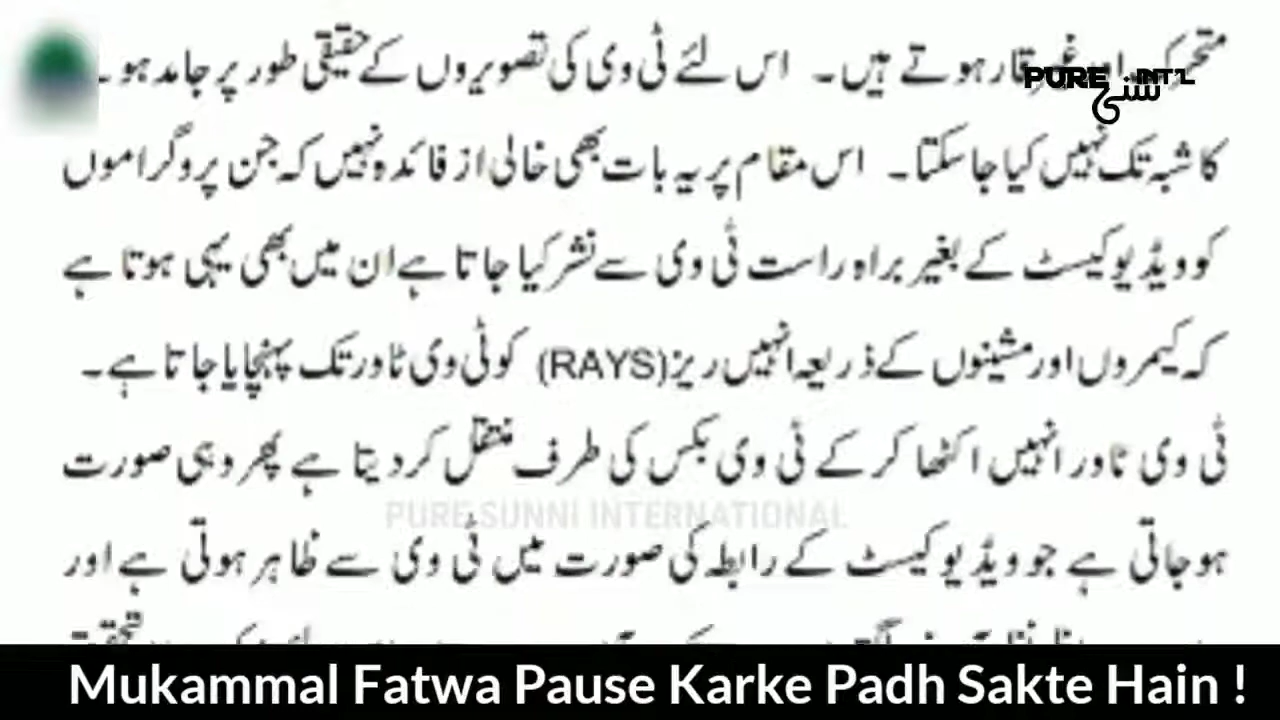 متحرک اور غیر قار ہوتے ہیں۔ اس لئے ٹی وی کی تصویروں کے حقیقی طور پر جامد ہو۔
PURE سنی INT'L
کا شبہ تک نہیں کیا جا سکتا۔ اس مقام پر یہ بات بھی خالی از فائدہ نہیں کہ جن پروگراموں
کو ویڈیو کیسٹ کے بغیر براہ راست ٹی وی سے نشر کیا جاتا ہے ان میں بھی یہی ہوتا ہے
کہ کیمروں اور مشینوں کے ذریعہ انہیں ریز (RAYS) کو ٹی وی ٹاور تک پہنچایا جاتا ہے۔
ٹی وی ٹاور انہیں اکٹھا کر کے ٹی وی بکس کی طرف منتقل کر دیتا ہے پھر وہی صورت
PURE SUNNI INTERNATIONAL
ہو جاتی ہے جو ویڈیو کیسٹ کے رابطہ کی صورت میں ٹی وی سے ظاہر ہوتی ہے اور
Mukammal Fatwa Pause Karke Padh Sakte Hain !